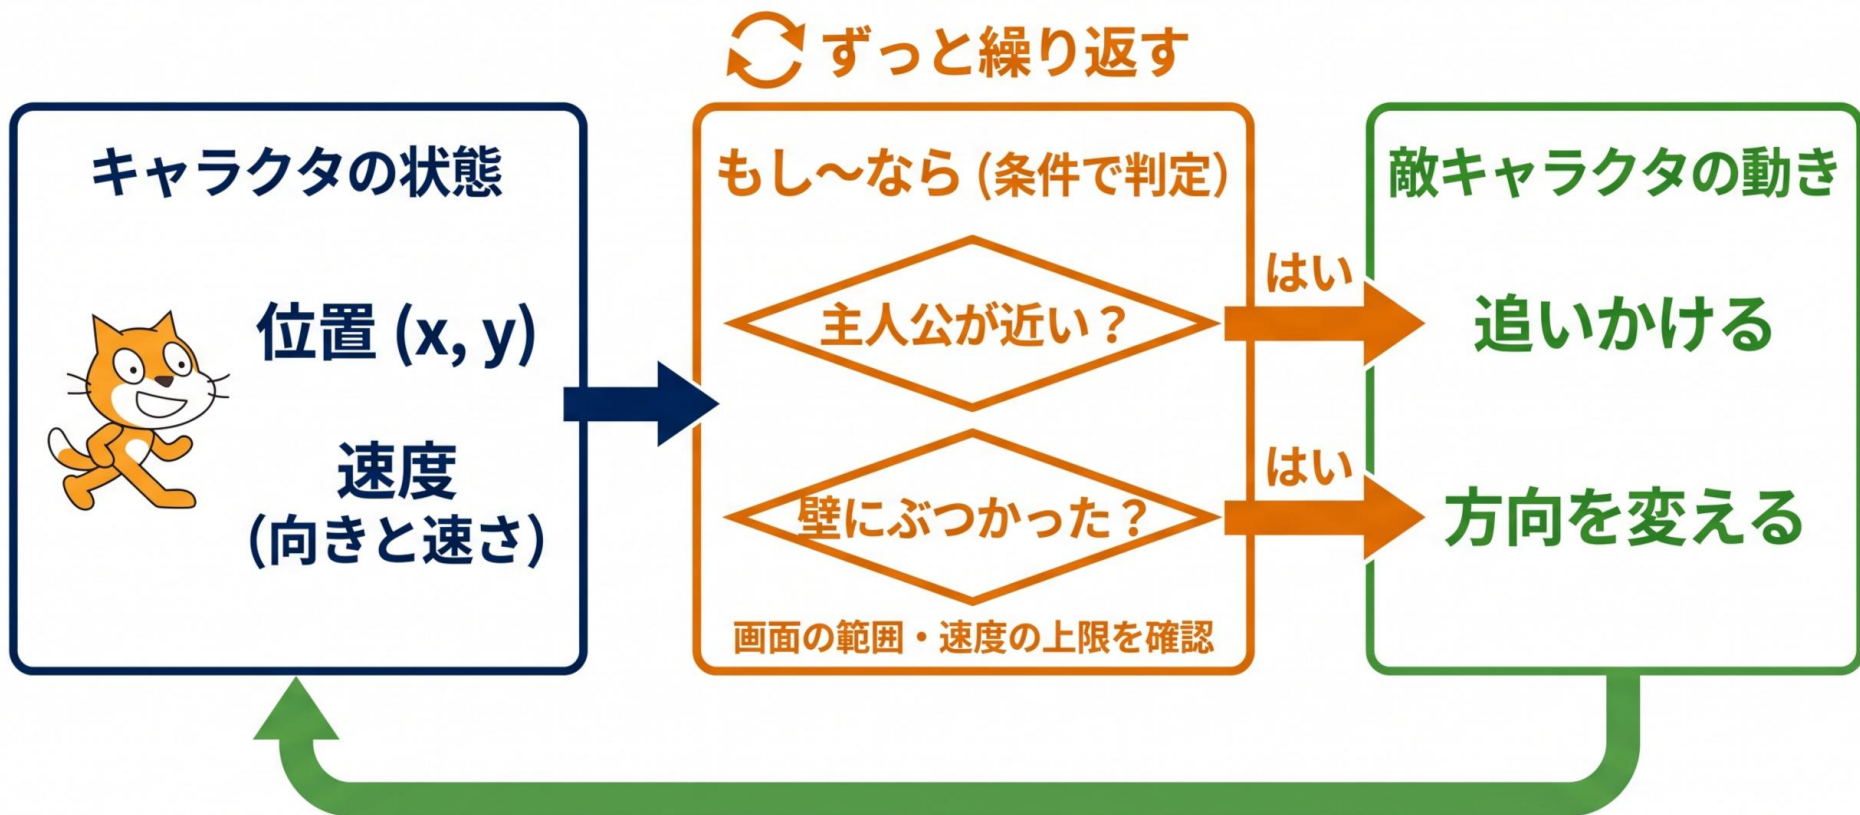 ずっと繰り返す
キャラクタの状態
位置 (x, y)
速度
(向きと速さ)
もし～なら (条件で判定)
主人公が近い？
壁にぶつかった？
画面の範囲・速度の上限を確認
はい
はい
敵キャラクタの動き
追いかける
方向を変える